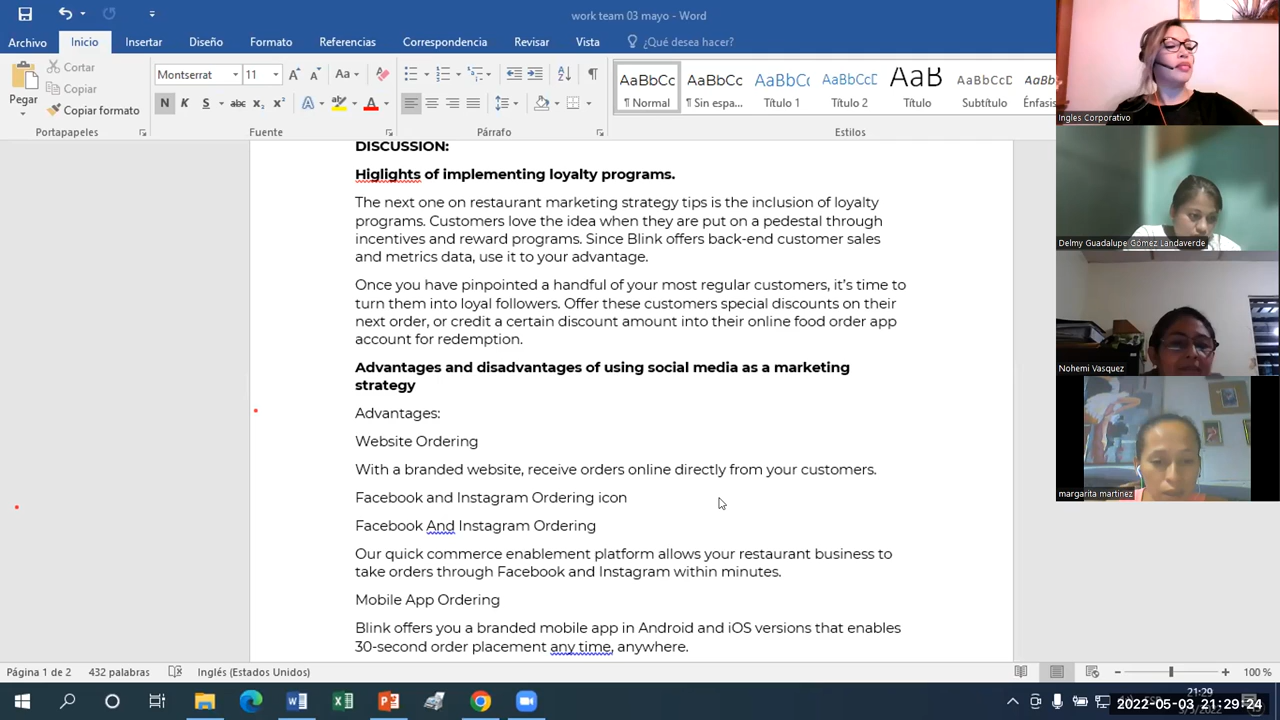 work team 03 mayo - Word
Archivo Inicio Insertar Diseño Formato Referencias Correspondencia Revisar Vista ¿Qué desea hacer?
Pegar
Cortar
Copiar
Copiar formato
Portapapeles
Montserrat 11
Aa
N K S abc x₂ x²
A A
Fuente
Párrafo
AaBbCc AaBbCc AaBbCc AaBbCcD AaB AaBbCcD
¶ Normal ¶ Sin espa... Título 1 Título 2 Título Subtítulo Énfasis
Estilos
DISCUSSION:
Higlights of implementing loyalty programs.
The next one on restaurant marketing strategy tips is the inclusion of loyalty
programs. Customers love the idea when they are put on a pedestal through
incentives and reward programs. Since Blink offers back-end customer sales
and metrics data, use it to your advantage.
Once you have pinpointed a handful of your most regular customers, it’s time to
turn them into loyal followers. Offer these customers special discounts on their
next order, or credit a certain discount amount into their online food order app
account for redemption.
Advantages and disadvantages of using social media as a marketing
strategy
Advantages:
Website Ordering
With a branded website, receive orders online directly from your customers.
Facebook and Instagram Ordering icon
Facebook And Instagram Ordering
Our quick commerce enablement platform allows your restaurant business to
take orders through Facebook and Instagram within minutes.
Mobile App Ordering
Blink offers you a branded mobile app in Android and iOS versions that enables
30-second order placement any time, anywhere.
Ingles Corporativo
Delmy Guadalupe Gómez Landaverde
Nohemi Vasquez
margarita martinez
Página 1 de 2 432 palabras Inglés (Estados Unidos) 100 %
21:29
2022-05-03 21:29:24